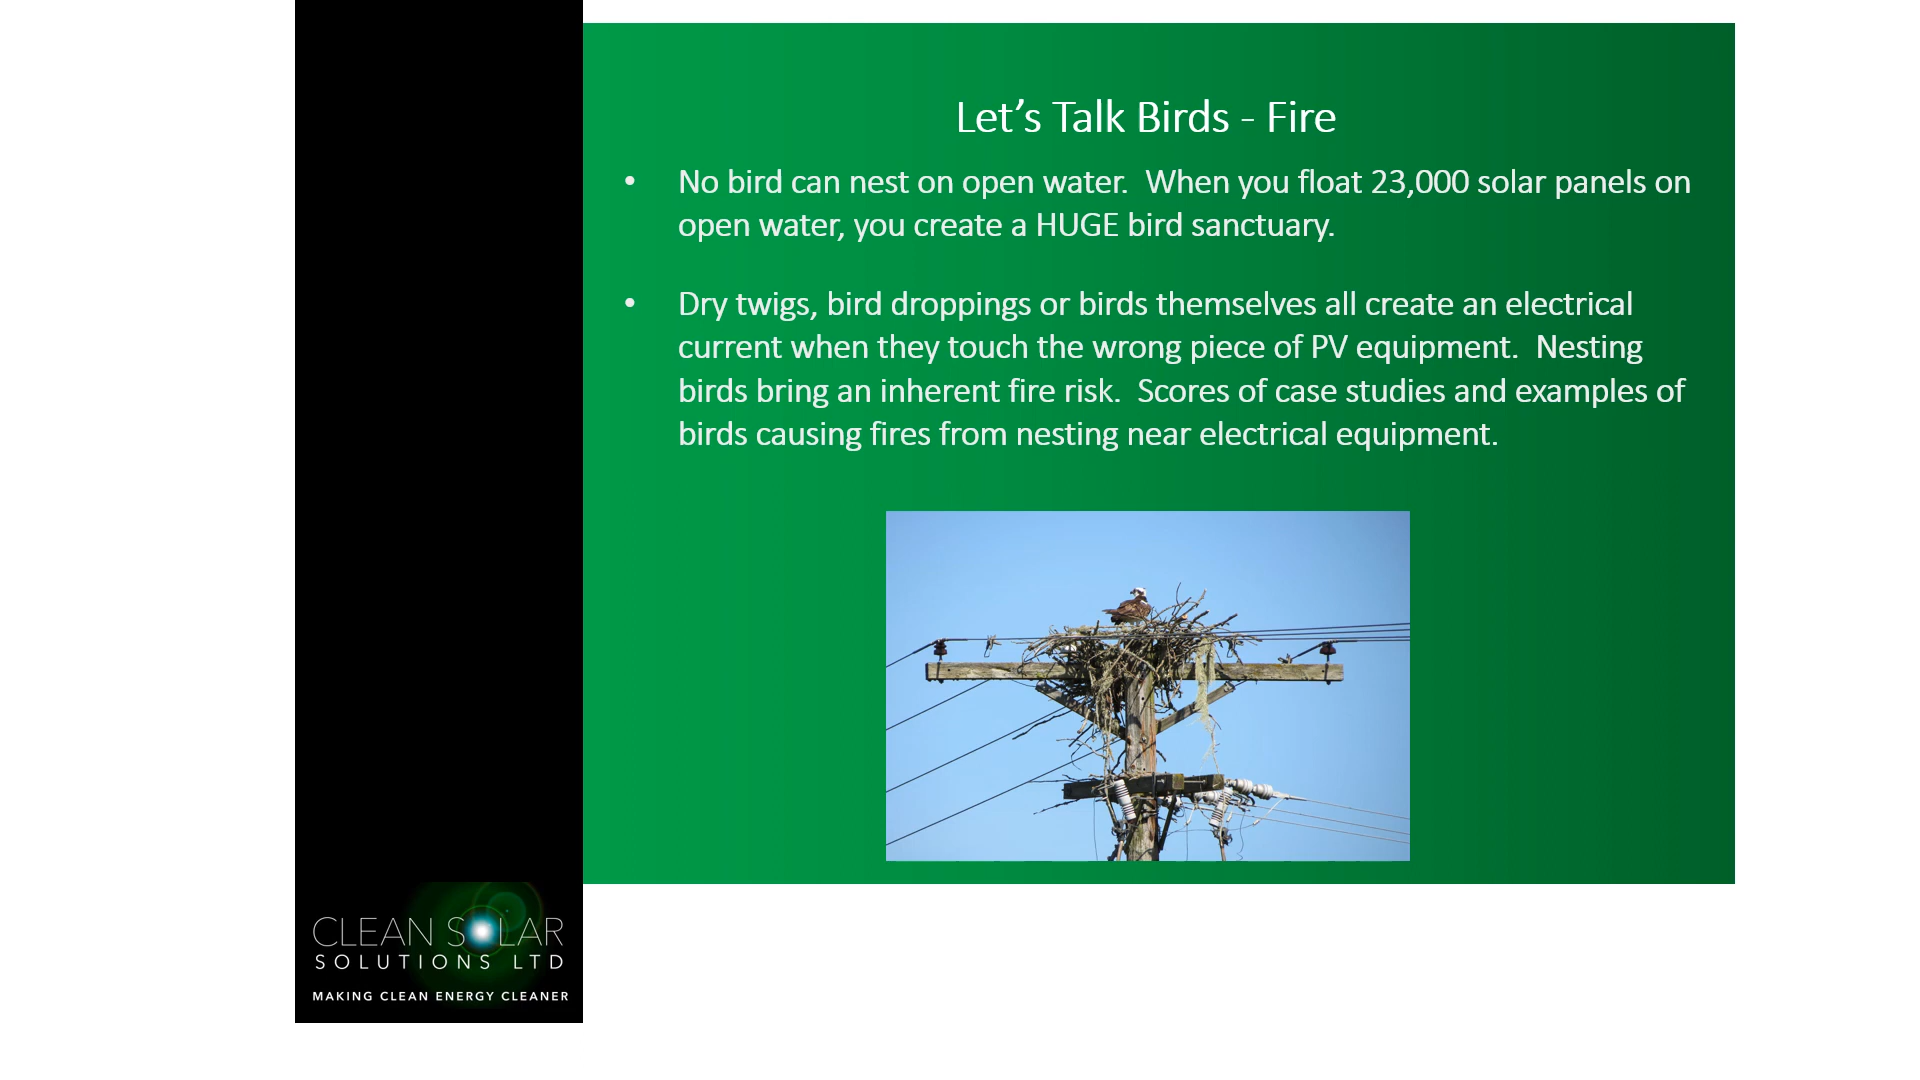 Let’s Talk Birds - Fire
• No bird can nest on open water.  When you float 23,000 solar panels on
open water, you create a HUGE bird sanctuary.
• Dry twigs, bird droppings or birds themselves all create an electrical
current when they touch the wrong piece of PV equipment.  Nesting
birds bring an inherent fire risk.  Scores of case studies and examples of
birds causing fires from nesting near electrical equipment.
CLEAN SOLAR
SOLUTIONS LTD
MAKING CLEAN ENERGY CLEANER